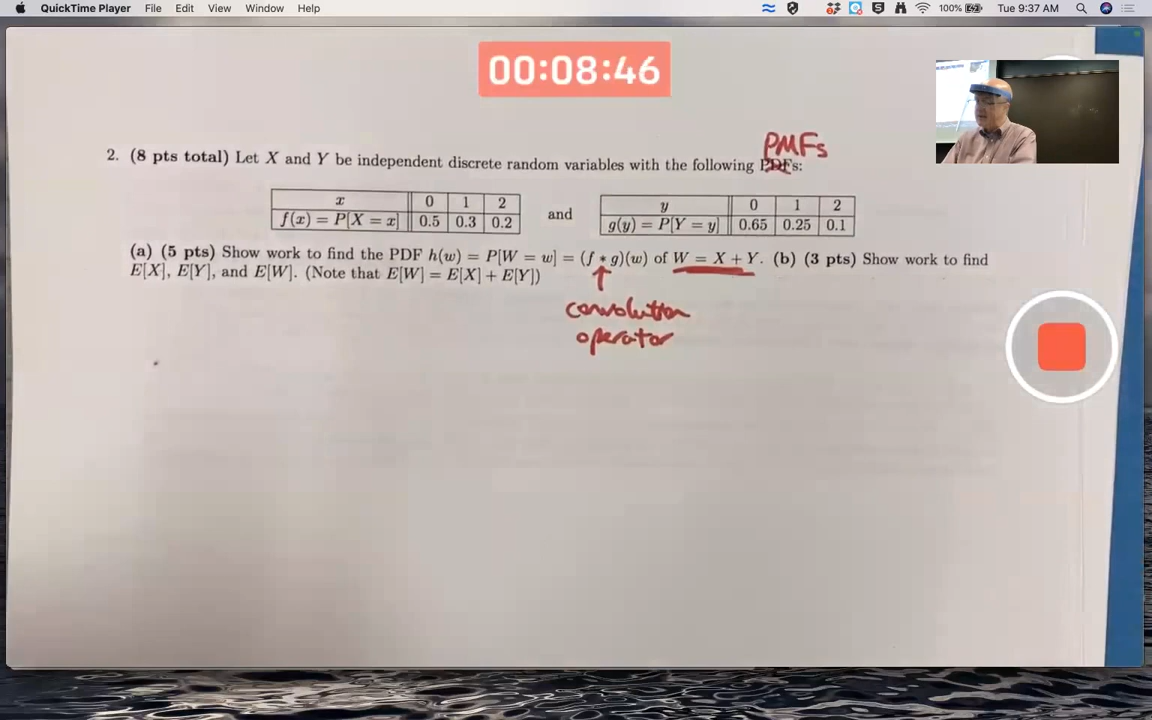 QuickTime Player File Edit View Window Help 100% Tue 9:37 AM
00:08:46
PMFs
2. (8 pts total) Let X and Y be independent discrete random variables with the following PDFs:
x 0 1 2
f(x) = P[X = x] 0.5 0.3 0.2
and
y 0 1 2
g(y) = P[Y = y] 0.65 0.25 0.1
(a) (5 pts) Show work to find the PDF h(w) = P[W = w] = (f * g)(w) of W = X + Y. (b) (3 pts) Show work to find
E[X], E[Y], and E[W]. (Note that E[W] = E[X] + E[Y])
convolution
operator